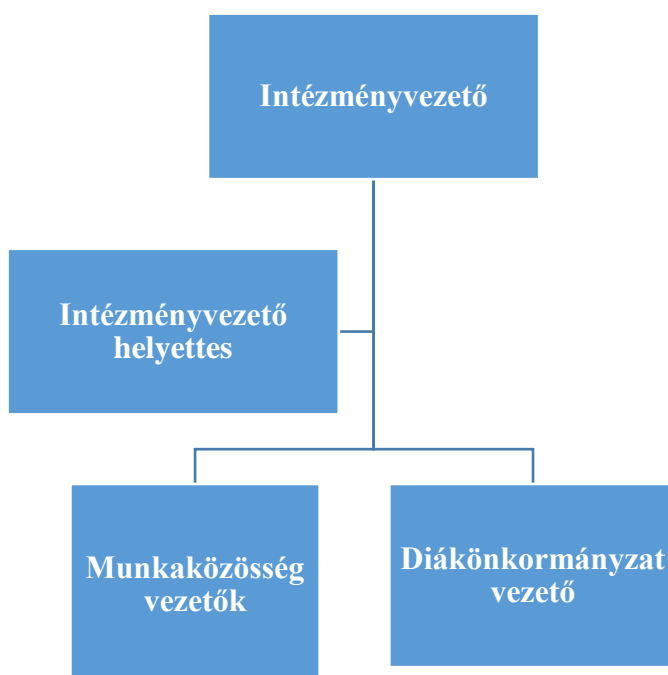 Intézményvezető
Intézményvezető
helyettes
Munkaközösség
vezetők
Diákönkormányzat
vezető